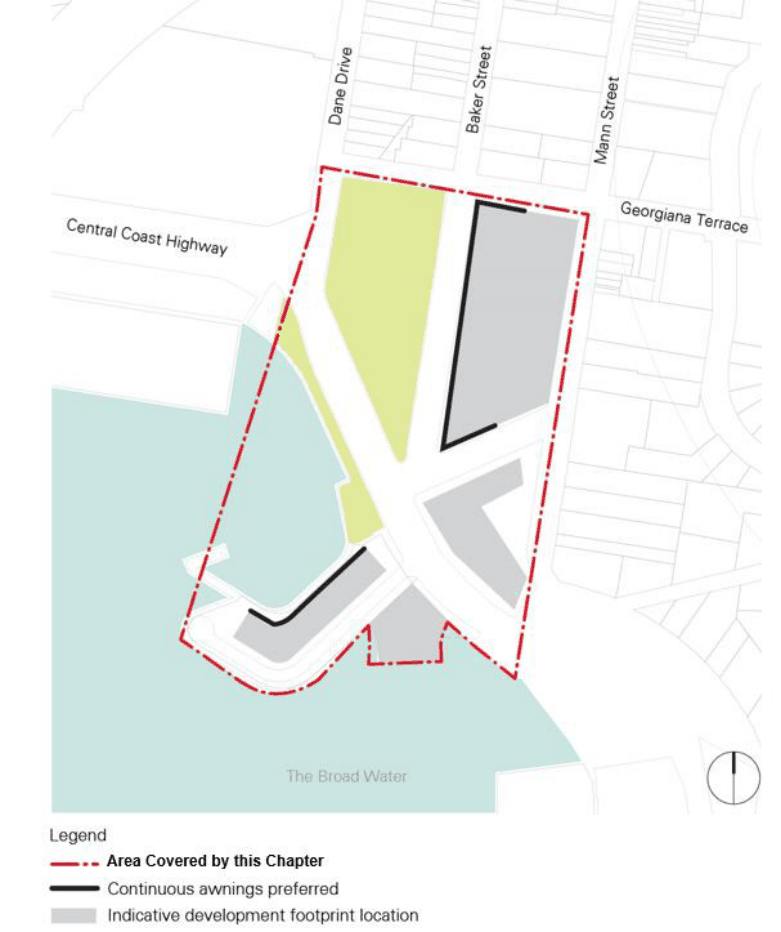 Dane Drive
Baker Street
Mann Street
Georgiana Terrace
Central Coast Highway
The Broad Water
Legend
Area Covered by this Chapter
Continuous awnings preferred
Indicative development footprint location